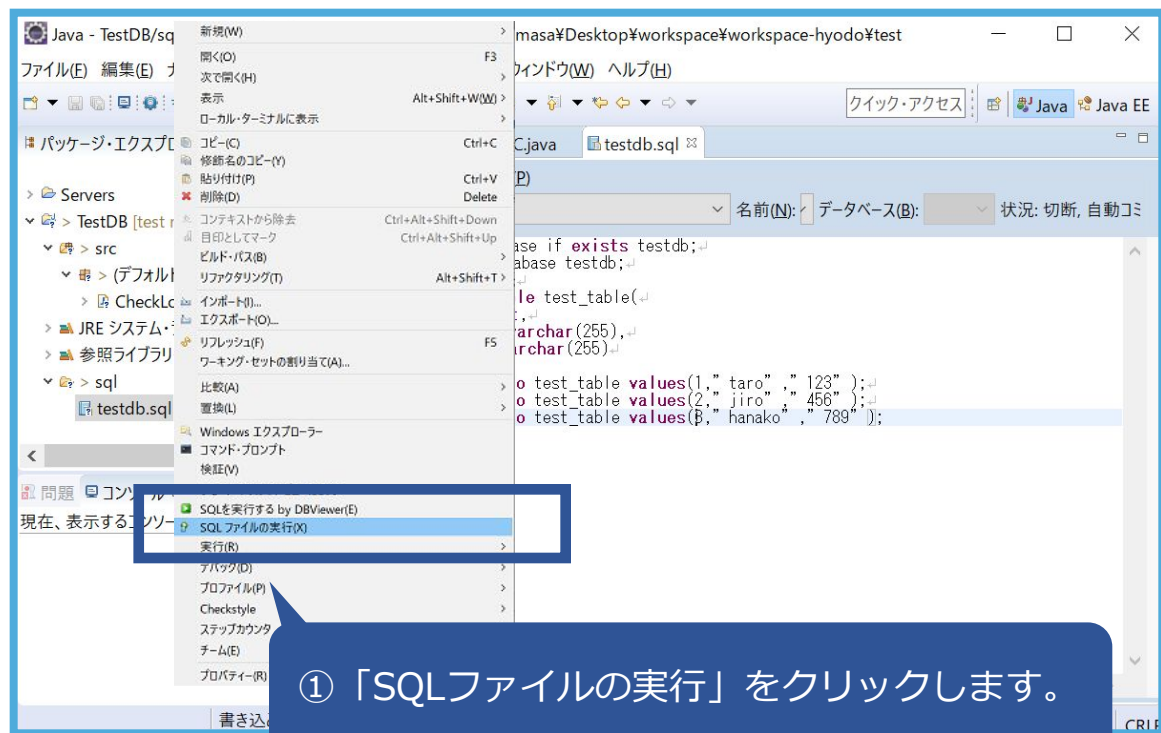 Java - TestDB/sq
masa¥Desktop¥workspace¥workspace-hyodo¥test
ファイル(F) 編集(E)
ウィンドウ(W) ヘルプ(H)
クイック・アクセス
Java
Java EE
パッケージ・エクスプロ
C.java
testdb.sql
Servers
> TestDB [test
> src
> (デフォルト
CheckLo
JRE システム・
参照ライブラリ
> sql
testdb.sql
問題
コンソール
現在、表示するコンソー
新規(W)
開く(O) F3
次で開く(H)
表示 Alt+Shift+W(W)
ローカル・ターミナルに表示
コピー(C) Ctrl+C
修飾名のコピー(Y)
貼り付け(P) Ctrl+V
削除(D) Delete
コンテキストから除去 Ctrl+Alt+Shift+Down
目印としてマーク Ctrl+Alt+Shift+Up
ビルド・パス(B)
リファクタリング(T) Alt+Shift+T
インポート(I)...
エクスポート(O)...
リフレッシュ(F) F5
ワーキング・セットの割り当て(A)...
比較(A)
置換(L)
Windows エクスプローラー
コマンド・プロンプト
検証(V)
SQLを実行する by DBViewer(E)
SQL ファイルの実行(X)
実行(R)
デバッグ(D)
プロファイル(P)
Checkstyle
ステップカウンタ
チーム(E)
プロパティー(R)
(P)
名前(N): データベース(B): 状況: 切断, 自動コミ
ase if exists testdb;
abase testdb;
;
le test_table(
t,
archar(255),
archar(255)
o test_table values(1,” taro” ,” 123” );
o test_table values(2,” jiro” ,” 456” );
o test_table values(3,” hanako” ,” 789” );
①「SQLファイルの実行」をクリックします。
書き込